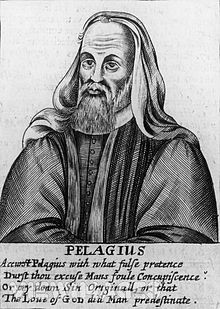 PELAGIUS
Accurst Pelagius with what false pretence
Durst thou excuse Mans foule Concupiscence
Or cry down Sin Originall, or that
The Loue of GOD did Man predestinate.